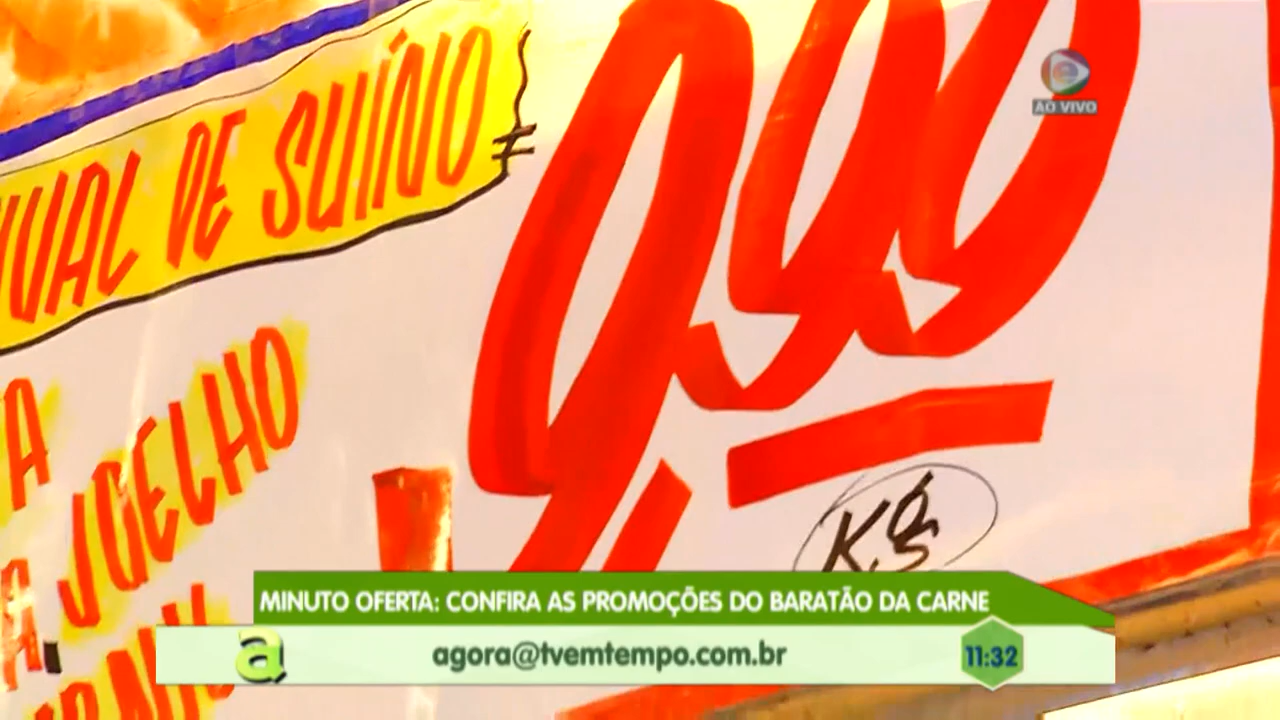 AO VIVO
DE SUÍNO
9,90
JOELHO
Kg
MINUTO OFERTA: CONFIRA AS PROMOÇÕES DO BARATÃO DA CARNE
a
agora@tvemtempo.com.br
11:32